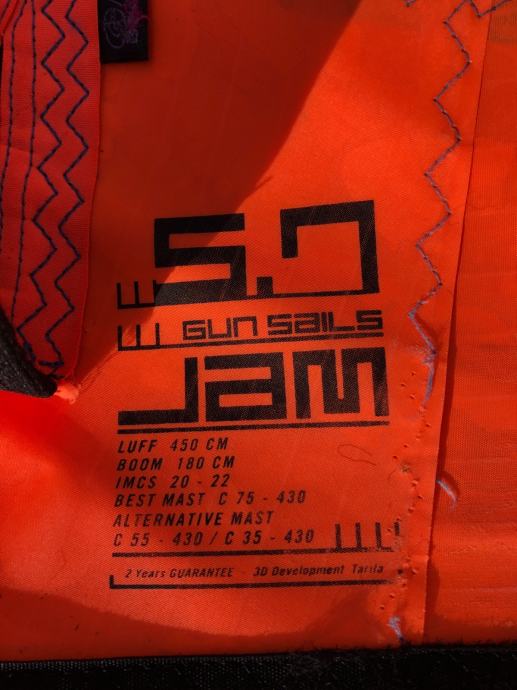 5.7
GUN SAILS
JAM
LUFF 450 CM
BOOM 180 CM
IMCS 20 - 22
BEST MAST C 75 - 430
ALTERNATIVE MAST
C 55 - 430 / C 35 - 430
2 Years GUARANTEE - 3D Development Tarifa